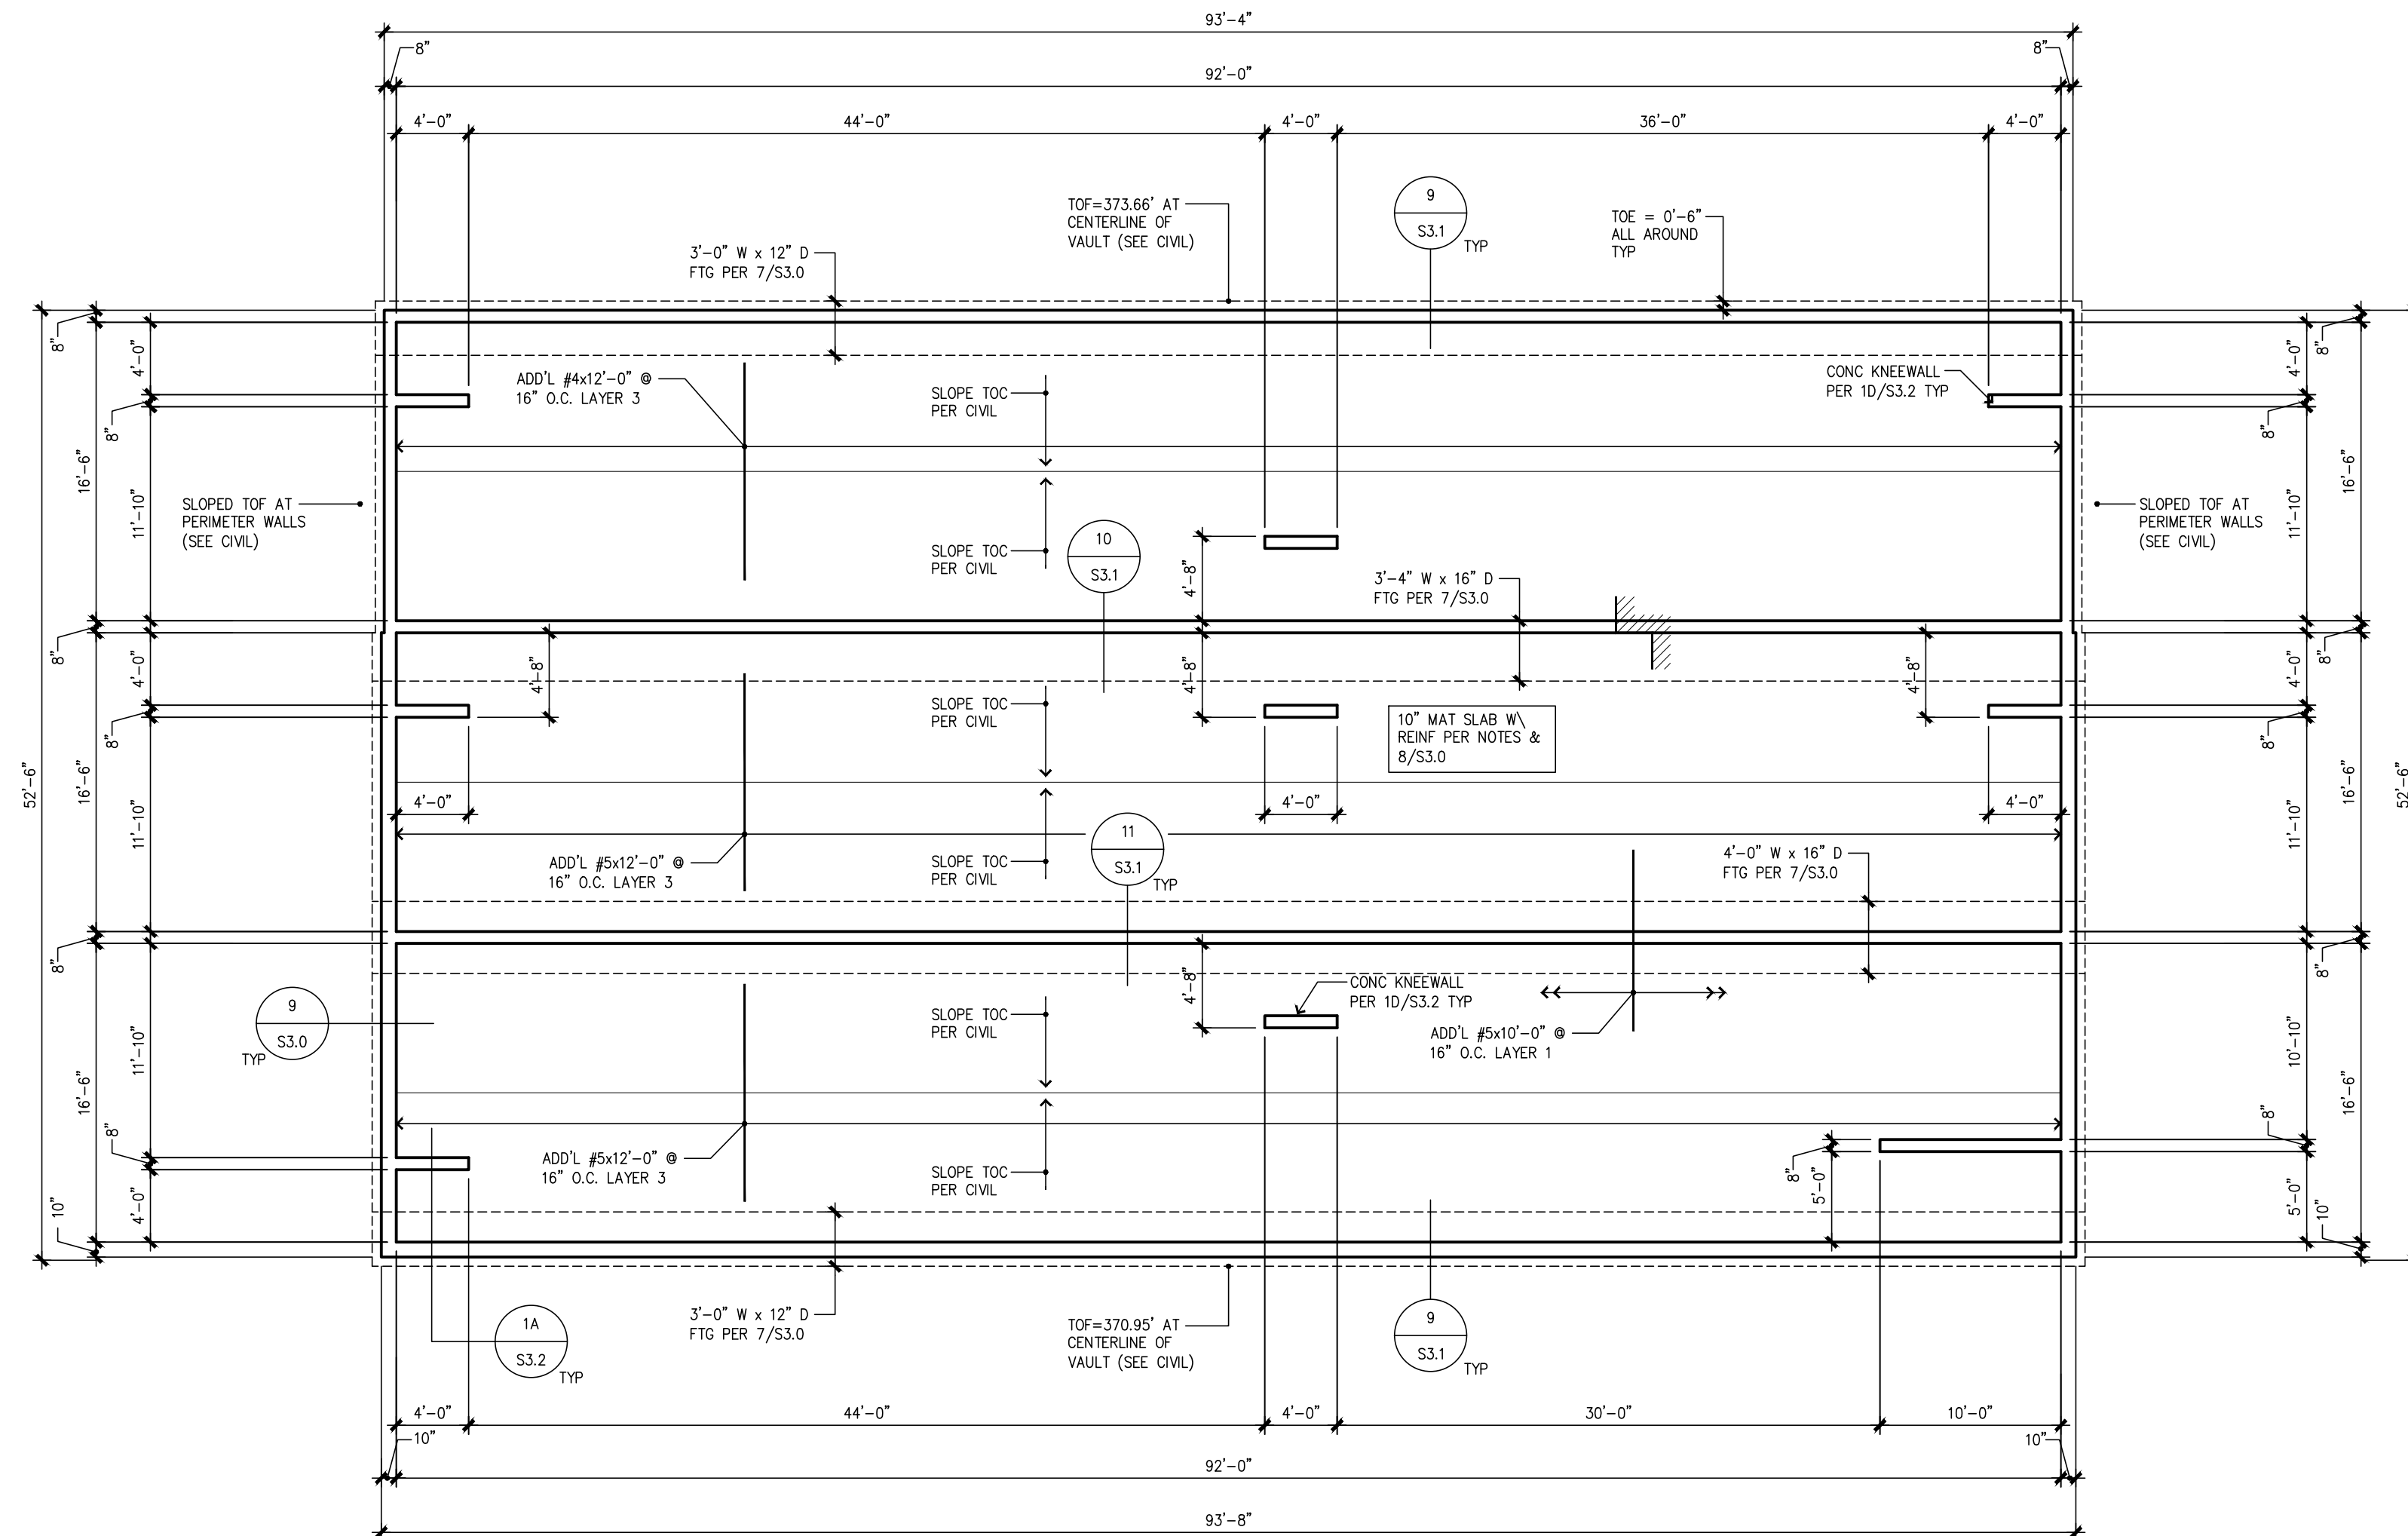 93'-4"
8"
8"
92'-0"
4'-0"
44'-0"
4'-0"
36'-0"
4'-0"
TOF=373.66' AT
CENTERLINE OF
VAULT (SEE CIVIL)
9
S3.1
TYP
TOE = 0'-6"
ALL AROUND
TYP
3'-0" W x 12" D
FTG PER 7/S3.0
8"
4'-0"
8"
16'-6"
11'-10"
ADD'L #4x12'-0" @
16" O.C. LAYER 3
SLOPE TOC
PER CIVIL
CONC KNEEWALL
PER 1D/S3.2 TYP
4'-0"
8"
8"
16'-6"
11'-10"
SLOPED TOF AT
PERIMETER WALLS
(SEE CIVIL)
SLOPE TOC
PER CIVIL
10
S3.1
4'-8"
3'-4" W x 16" D
FTG PER 7/S3.0
SLOPED TOF AT
PERIMETER WALLS
(SEE CIVIL)
8"
4'-0"
8"
4'-8"
4'-8"
4'-8"
4'-0"
8"
8"
SLOPE TOC
PER CIVIL
10" MAT SLAB W\
REINF PER NOTES &
8/S3.0
52'-6"
16'-6"
11'-10"
4'-0"
4'-0"
4'-0"
11'-10"
16'-6"
52'-6"
11
S3.1
TYP
ADD'L #5x12'-0" @
16" O.C. LAYER 3
SLOPE TOC
PER CIVIL
4'-0" W x 16" D
FTG PER 7/S3.0
8"
8"
4'-8"
CONC KNEEWALL
PER 1D/S3.2 TYP
9
S3.0
TYP
SLOPE TOC
PER CIVIL
ADD'L #5x10'-0" @
16" O.C. LAYER 1
11'-10"
10'-10"
16'-6"
16'-6"
8"
8"
ADD'L #5x12'-0" @
16" O.C. LAYER 3
SLOPE TOC
PER CIVIL
8"
5'-0"
4'-0"
10"
5'-0"
10"
3'-0" W x 12" D
FTG PER 7/S3.0
1A
S3.2
TYP
TOF=370.95' AT
CENTERLINE OF
VAULT (SEE CIVIL)
9
S3.1
TYP
4'-0"
44'-0"
4'-0"
30'-0"
10'-0"
10"
10"
92'-0"
93'-8"